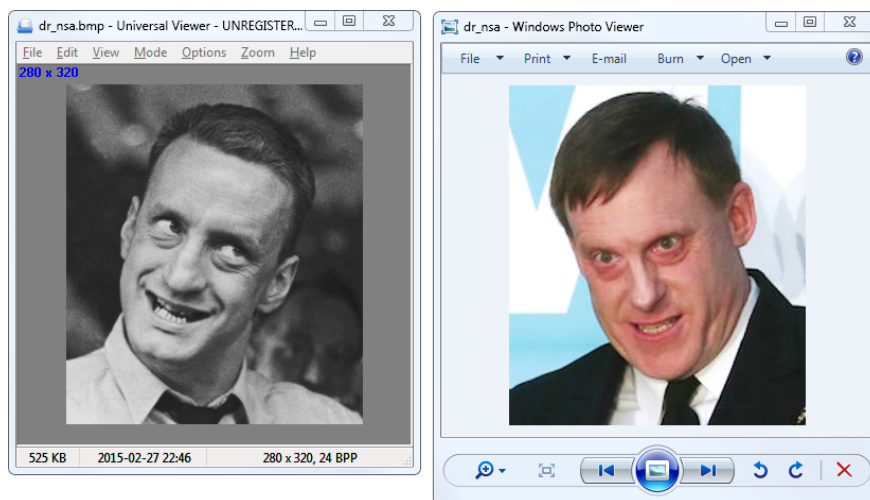 dr_nsa.bmp - Universal Viewer - UNREGISTER...
File Edit View Mode Options Zoom Help
280 x 320
525 KB 2015-02-27 22:46 280 x 320, 24 BPP
dr_nsa - Windows Photo Viewer
File Print E-mail Burn Open